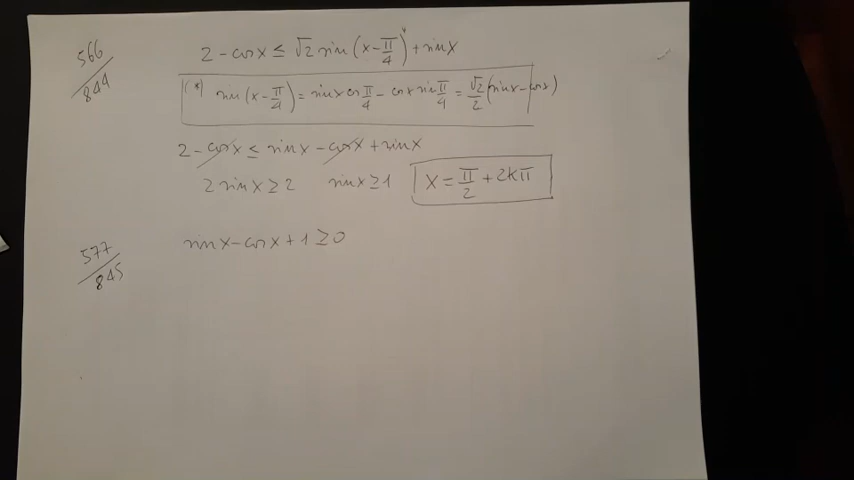 566/844
2 - cos x ≤ √2 sin (x - π/4)* + sin x
(*) sin (x - π/4) = sin x cos π/4 - cos x sin π/4 = √2/2 (sin x - cos x)
2 - cos x ≤ sin x - cos x + sin x
2 sin x ≥ 2 sin x ≥ 1 x = π/2 + 2kπ
577/845
sin x - cos x + 1 ≥ 0